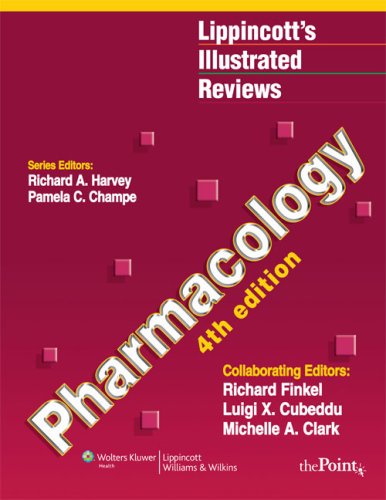 Lippincott's
Illustrated
Reviews
Series Editors:
Richard A. Harvey
Pamela C. Champe
Pharmacology
4th edition
Collaborating Editors:
Richard Finkel
Luigi X. Cubeddu
Michelle A. Clark
Wolters Kluwer
Health
Lippincott
Williams & Wilkins
thePoint